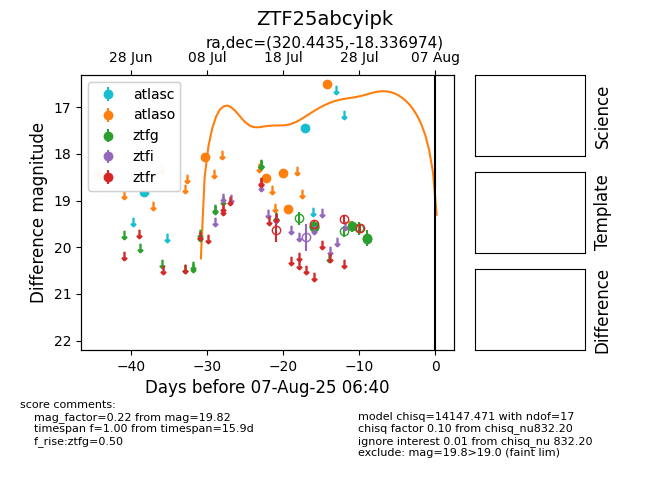 ZTF25abcyipk
ra,dec=(320.4435,-18.336974)
28 Jun
08 Jul
18 Jul
28 Jul
07 Aug
atlasc
atlaso
ztfg
ztfi
ztfr
17
18
19
20
21
22
Difference magnitude
−40
−30
−20
−10
0
Days before 07-Aug-25 06:40
Science
Template
Difference
score comments:
mag_factor=0.22 from mag=19.82
timespan f=1.00 from timespan=15.9d
f_rise:ztfg=0.50
model chisq=14147.471 with ndof=17
chisq factor 0.10 from chisq_nu832.20
ignore interest 0.01 from chisq_nu 832.20
exclude: mag=19.8>19.0 (faint lim)